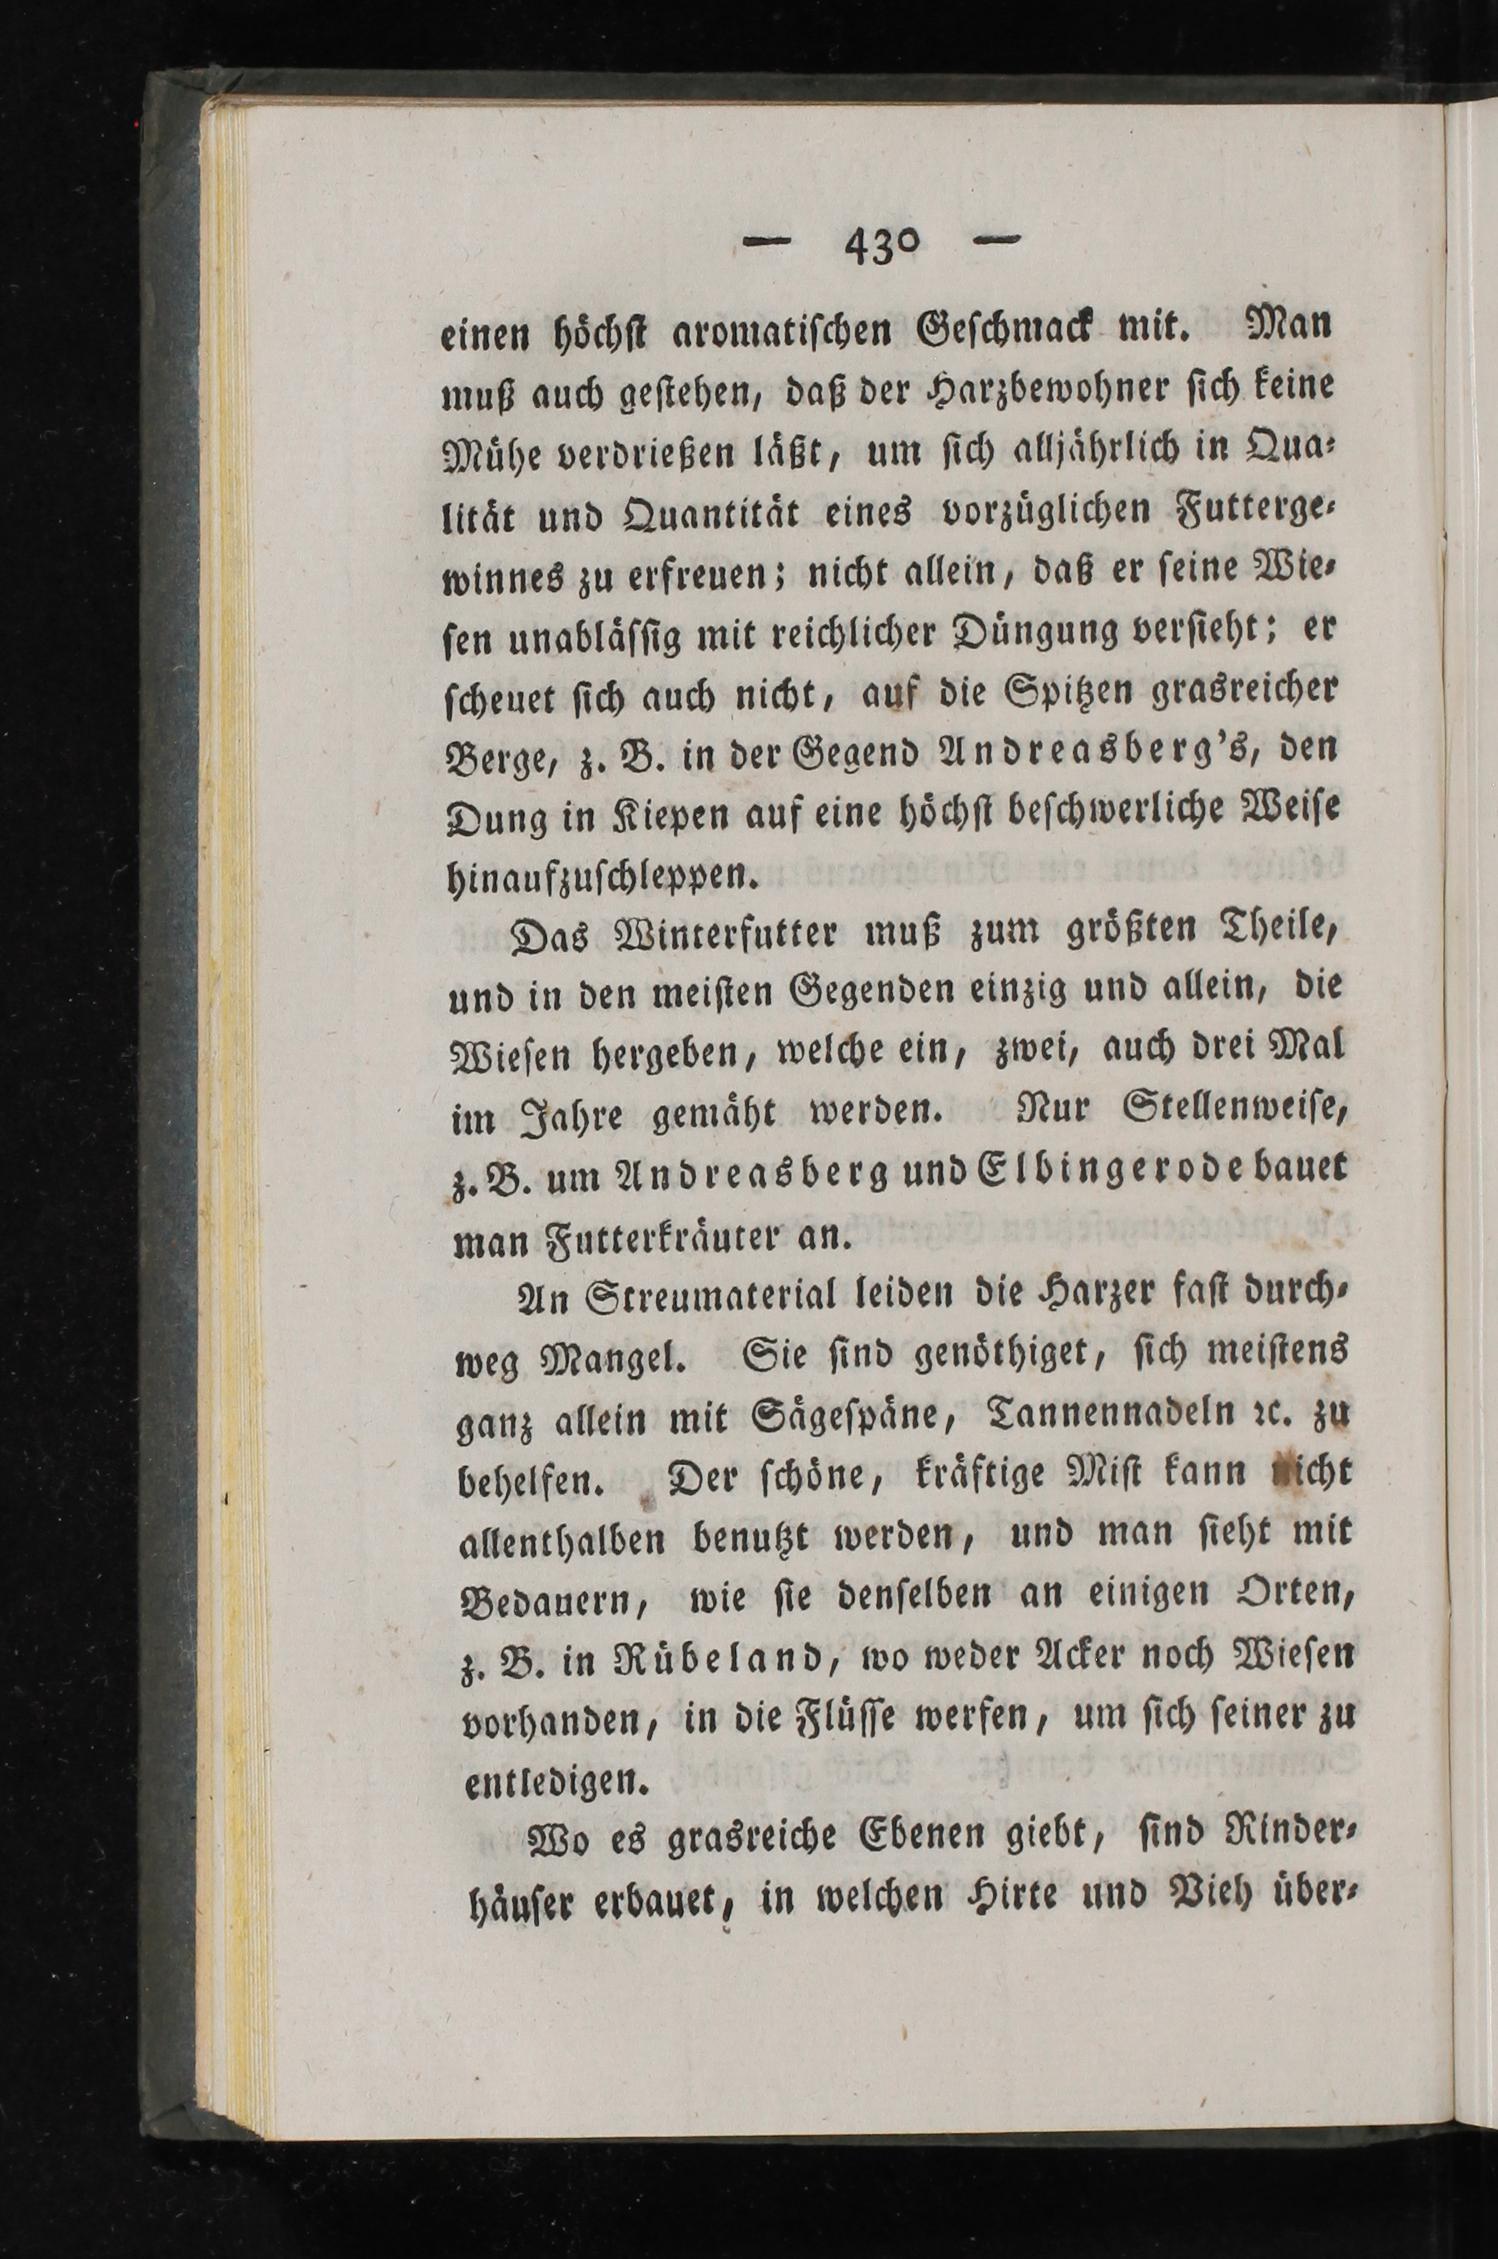 — 430 —
einen höchſt aromatiſchen Geſchmack mit. Man
muß auch geſtehen, daß der Harzbewohner ſich keine
Mühe verdrießen läßt, um ſich alljährlich in Qua⸗
lität und Quantität eines vorzüglichen Futterge⸗
winnes zu erfreuen; nicht allein, daß er ſeine Wie⸗
ſen unabläſſig mit reichlicher Düngung verſieht; er
ſcheuet ſich auch nicht, auf die Spitzen grasreicher
Berge, z. B. in der Gegend Andreasberg's, den
Dung in Kiepen auf eine höchſt beſchwerliche Weiſe
hinaufzuſchleppen.
Das Winterfutter muß zum größten Theile,
und in den meiſten Gegenden einzig und allein, die
Wieſen hergeben, welche ein, zwei, auch drei Mal
im Jahre gemäht werden. Nur Stellenweiſe,
z. B. um Andreasberg und Elbingerode bauet
man Futterkräuter an.
An Streumaterial leiden die Harzer faſt durch⸗
weg Mangel. Sie ſind genöthiget, ſich meiſtens
ganz allein mit Sägeſpäne, Tannennadeln ꝛc. zu
behelfen. Der ſchöne, kräftige Miſt kann nicht
allenthalben benutzt werden, und man ſieht mit
Bedauern, wie ſie denſelben an einigen Orten,
z. B. in Rübeland, wo weder Acker noch Wieſen
vorhanden, in die Flüſſe werfen, um ſich ſeiner zu
entledigen.
Wo es grasreiche Ebenen giebt, ſind Rinder⸗
häuſer erbauet, in welchen Hirte und Vieh über⸗